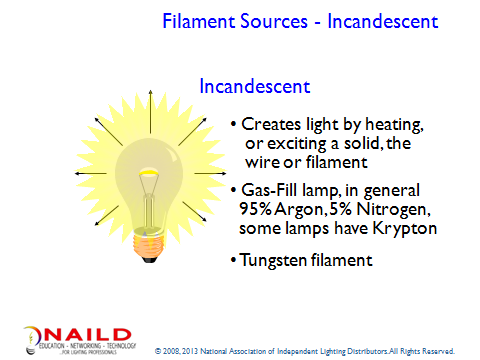 Filament Sources - Incandescent
Incandescent
• Creates light by heating,
or exciting a solid, the
wire or filament
• Gas-Fill lamp, in general
95% Argon, 5% Nitrogen,
some lamps have Krypton
• Tungsten filament
NAILD
EDUCATION - NETWORKING - TECHNOLOGY
...FOR LIGHTING PROFESSIONALS
© 2008, 2013 National Association of Independent Lighting Distributors. All Rights Reserved.